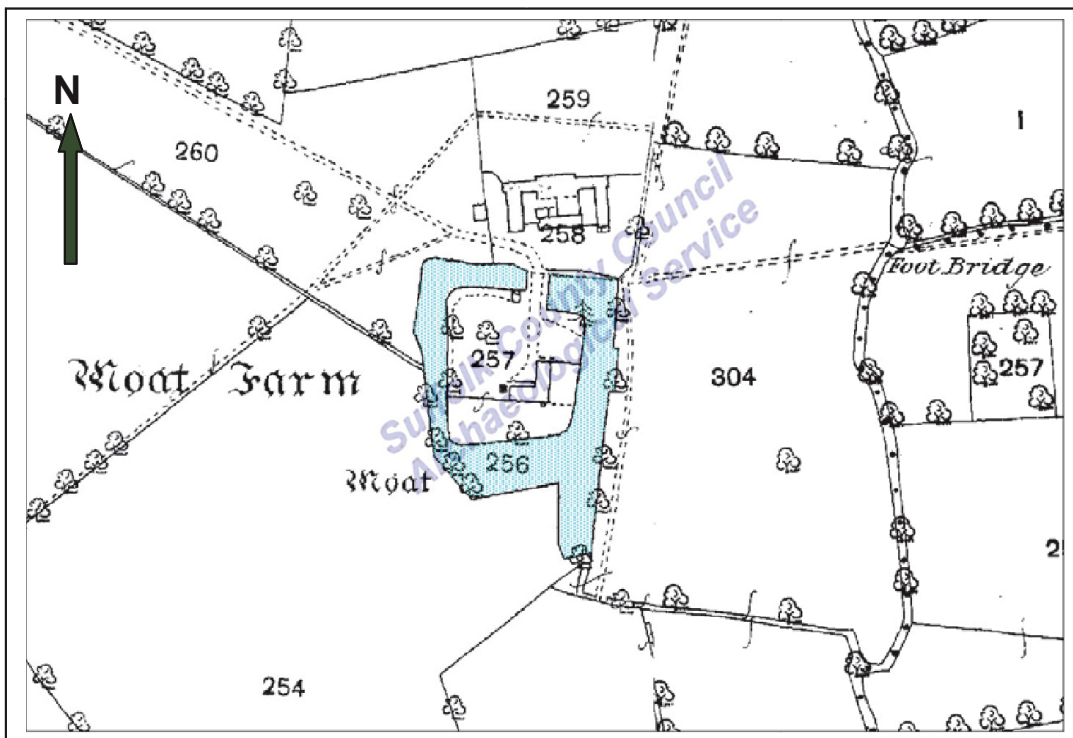 N
259
1
260
258
Foot Bridge
257
257
Moat Farm
304
256
Moat
254
Suffolk County Council
Archaeological Service